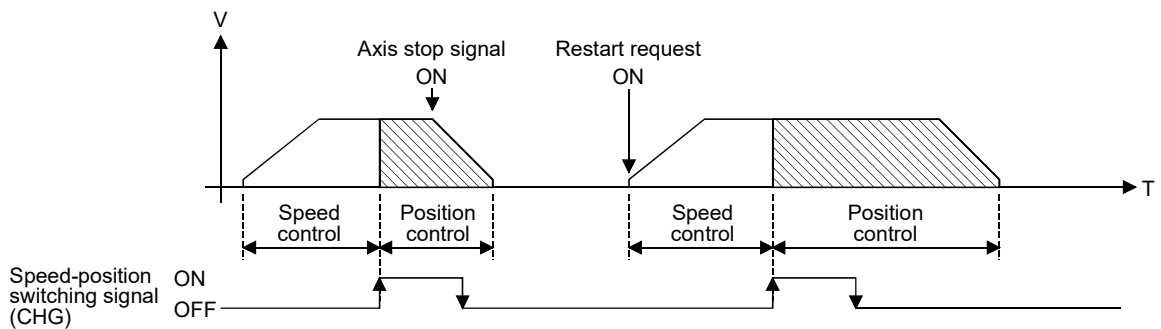 V
Axis stop signal
ON
Restart request
ON
T
Speed
control
Position
control
Speed
control
Position
control
Speed-position
switching signal
(CHG)
ON
OFF